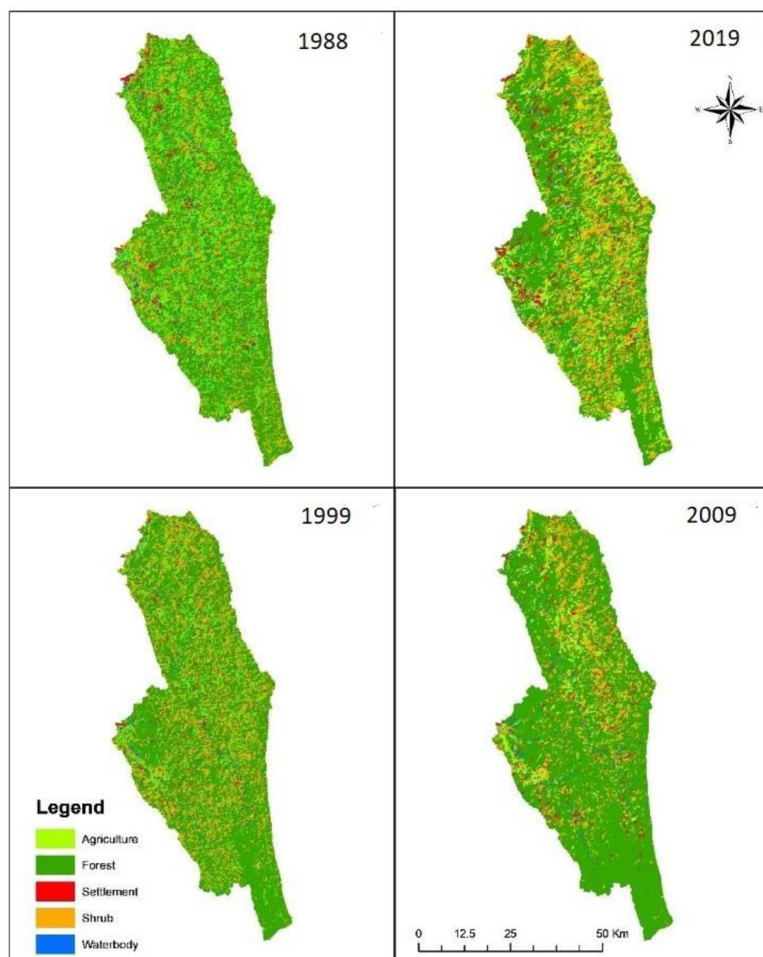 1988
2019
N
W
E
S
1999
2009
Legend
Agriculture
Forest
Settlement
Shrub
Waterbody
0 12.5 25 50 Km